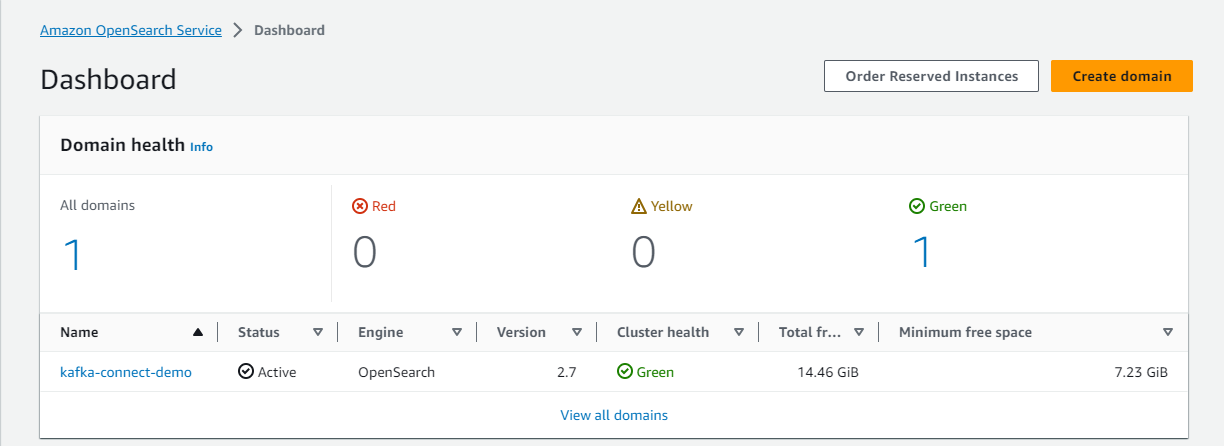 Amazon OpenSearch Service > Dashboard
Dashboard
Order Reserved Instances
Create domain
Domain health Info
All domains
1
Red
0
Yellow
0
Green
1
Name Status Engine Version Cluster health Total fr... Minimum free space
kafka-connect-demo Active OpenSearch 2.7 Green 14.46 GiB 7.23 GiB
View all domains